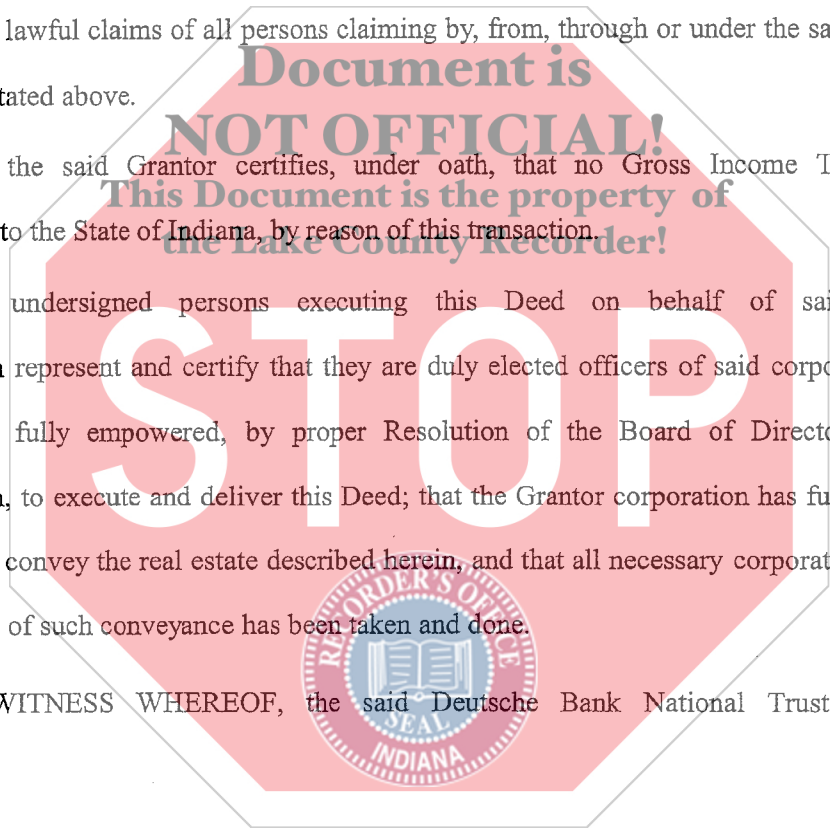 lawful claims of all persons claiming by, from, through or under the sa
Document is
tated above.
NOT OFFICIAL!
the said Grantor certifies, under oath, that no Gross Income T
This Document is the property of
to the State of Indiana, by reason of this transaction.
the Lake County Recorder!
undersigned persons executing this Deed on behalf of sai
STOP
represent and certify that they are duly elected officers of said corpo
fully empowered, by proper Resolution of the Board of Directo
, to execute and deliver this Deed; that the Grantor corporation has fu
convey the real estate described herein, and that all necessary corporat
of such conveyance has been taken and done.
RECORDER'S OFFICE
WITNESS WHEREOF, the said Deutsche Bank National Trust
SEAL
INDIANA